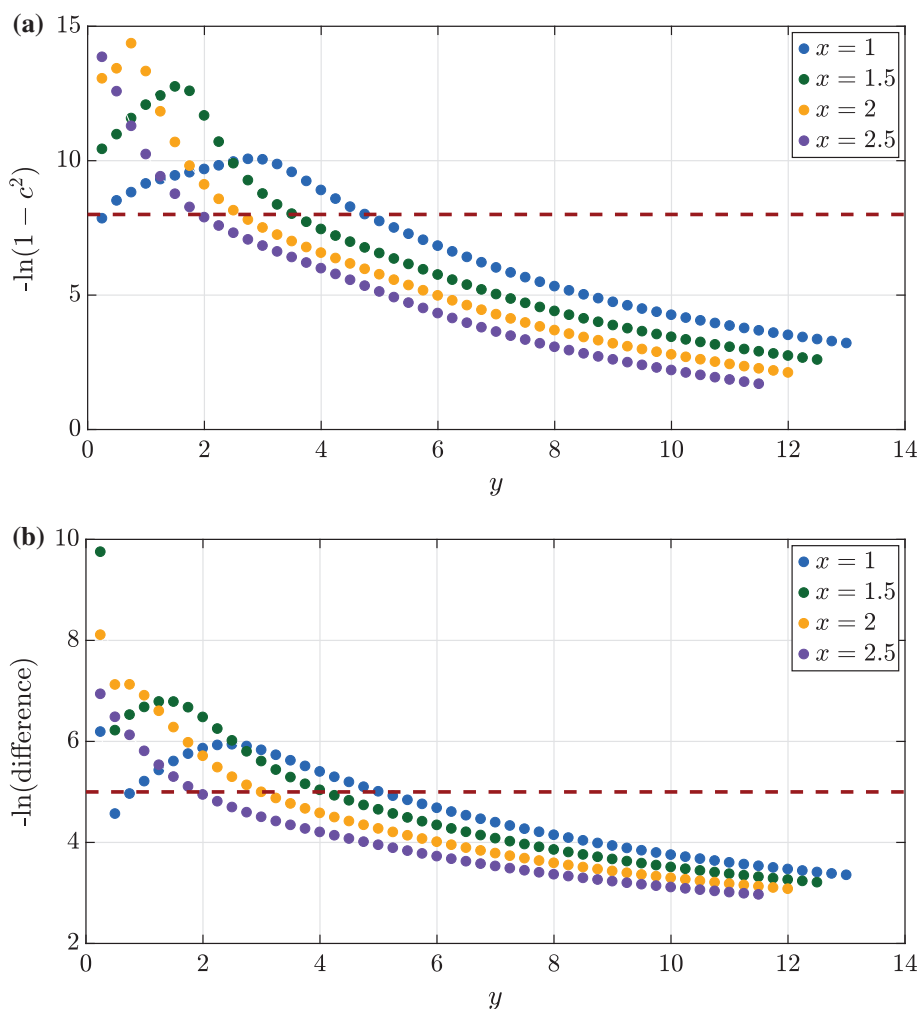 (a)
15
10
5
0
-ln(1 − c²)
0 2 4 6 8 10 12 14
y
x = 1
x = 1.5
x = 2
x = 2.5
(b)
10
8
6
4
2
-ln(difference)
0 2 4 6 8 10 12 14
y
x = 1
x = 1.5
x = 2
x = 2.5